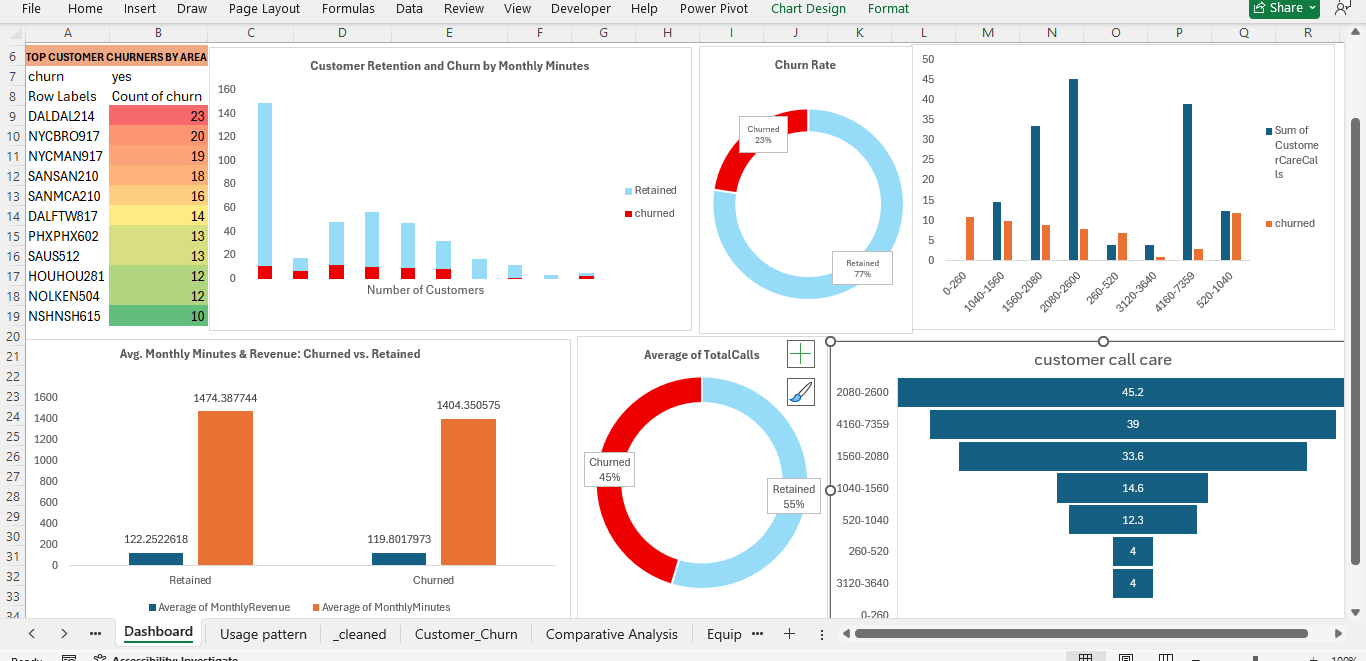 File Home Insert Draw Page Layout Formulas Data Review View Developer Help Power Pivot Chart Design Format Share
A B C D E F G H I J K L M N O P Q R
6 TOP CUSTOMER CHURNERS BY AREA
7 churn yes
8 Row Labels Count of churn
9 DALDAL214 23
10 NYCBRO917 20
11 NYCMAN917 19
12 SANSAN210 18
13 SANMCA210 16
14 DALFTW817 14
15 PHXPHX602 13
16 SAUS512 13
17 HOUHOU281 12
18 NOLKEN504 12
19 NSHNSH615 10
20
21
22
23
24
25
26
27
28
29
30
31
32
33
34
Customer Retention and Churn by Monthly Minutes
160
140
120
100
80
60
40
20
0
Number of Customers
Retained
churned
Churn Rate
Churned
23%
Retained
77%
50
45
40
35
30
25
20
15
10
5
0
0-260
1040-1560
1560-2080
2080-2600
260-520
3120-3640
4160-7359
520-1040
Sum of
Custome
rCareCal
ls
churned
Avg. Monthly Minutes & Revenue: Churned vs. Retained
1600
1400
1200
1000
800
600
400
200
0
1474.387744
1404.350575
122.2522618
119.8017973
Retained Churned
Average of MonthlyRevenue Average of MonthlyMinutes
Average of TotalCalls
Churned
45%
Retained
55%
customer call care
2080-2600 45.2
4160-7359 39
1560-2080 33.6
1040-1560 14.6
520-1040 12.3
260-520 4
3120-3640 4
0-260
Dashboard Usage pattern _cleaned Customer_Churn Comparative Analysis Equip
Ready Accessibility: Investigate 100%